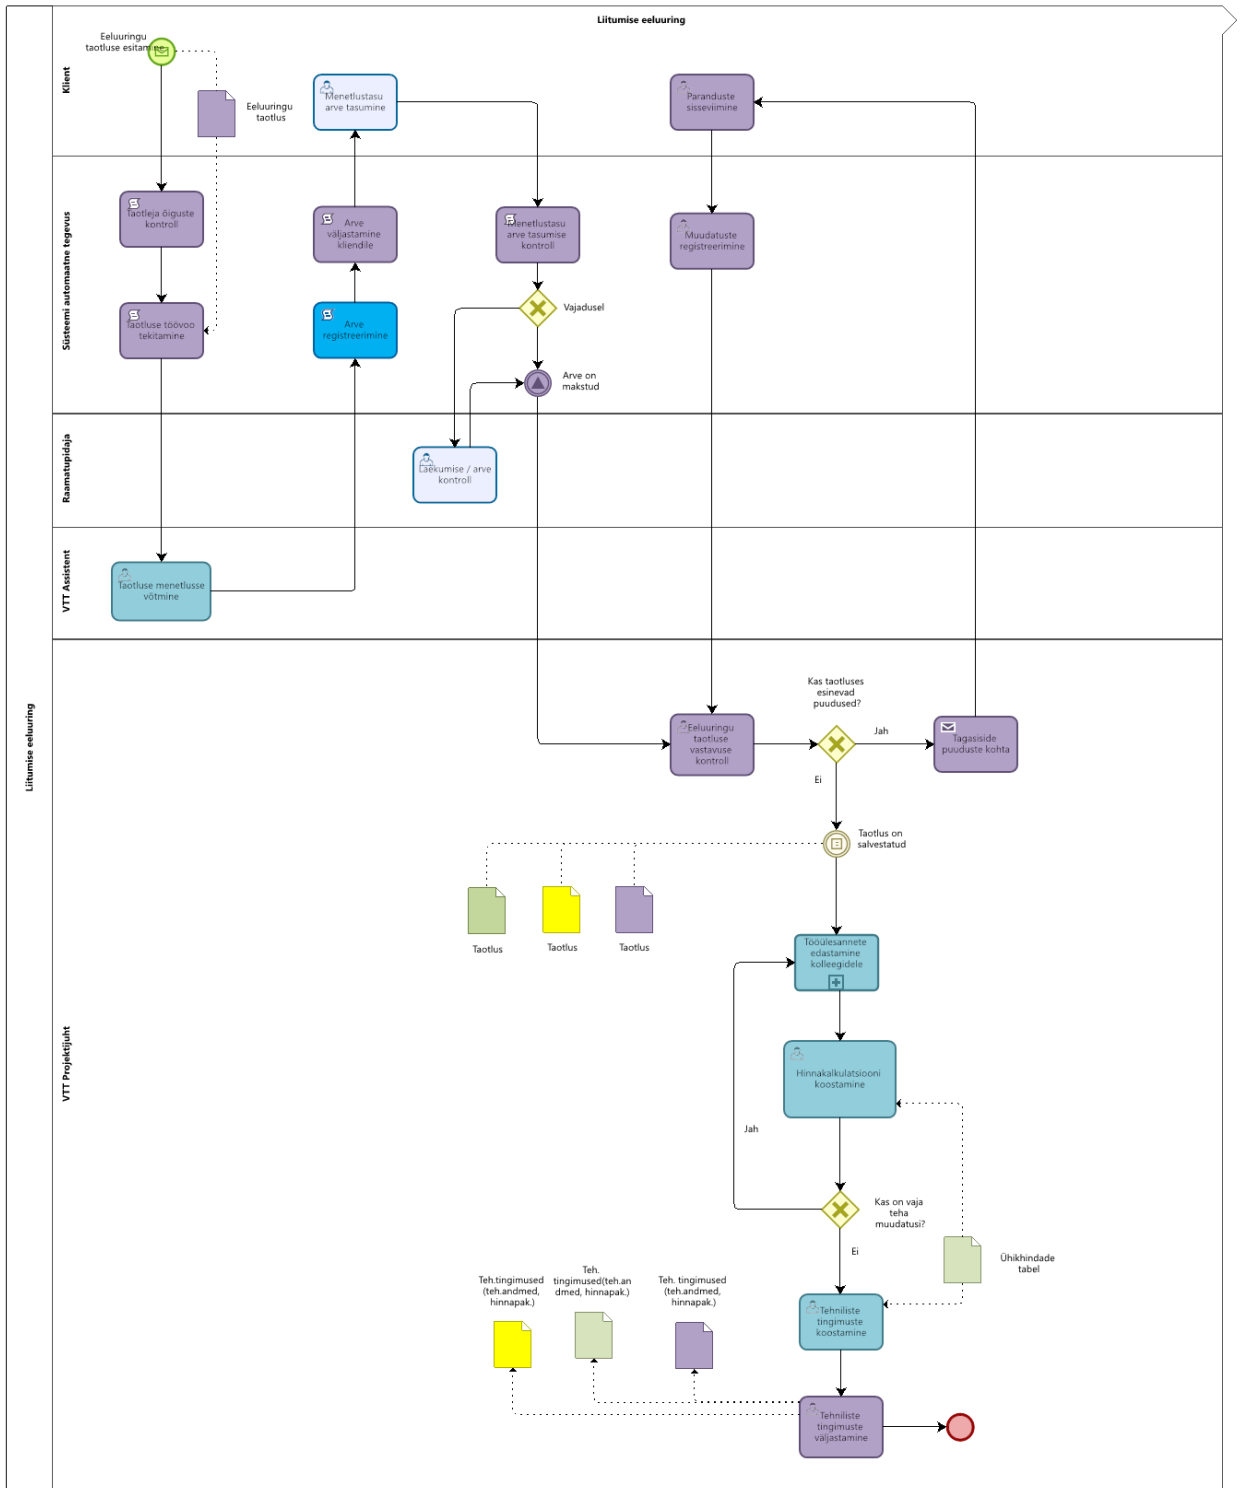 Liitumise eeluuring
Liitumise eeluuring
Klient
Eeluuringu
taotluse esitamine
Eeluuringu
taotlus
Menetlustasu
arve tasumine
Paranduste
sisseviimine
Süsteemi automaatne tegevus
Taotleja õiguste
kontroll
Taotluse töövoo
tekitamine
Arve
väljastamine
kliendile
Arve
registreerimine
Menetlustasu
arve tasumise
kontroll
Vajadusel
Arve on
makstud
Muudatuste
registreerimine
Raamatupidaja
Laekumise / arve
kontroll
VTT Assistent
Taotluse menetlusse
võtmine
VTT Projektijuht
Eeluuringu
taotluse
vastavuse
kontroll
Kas taotluses
esinevad
puudused?
Jah
Tagasiside
puuduste kohta
Ei
Taotlus on
salvestatud
Taotlus
Taotlus
Taotlus
Tööülesannete
edastamine
kolleegidele
Hinnakalkulatsiooni
koostamine
Jah
Kas on vaja
teha
muudatusi?
Ei
Ühikhindade
tabel
Teh.tingimused
(teh.andmed,
hinnapak.)
Teh.
tingimused(teh.an
dmed, hinnapak.)
Teh. tingimused
(teh.andmed,
hinnapak.)
Tehniliste
tingimuste
koostamine
Tehniliste
tingimuste
väljastamine